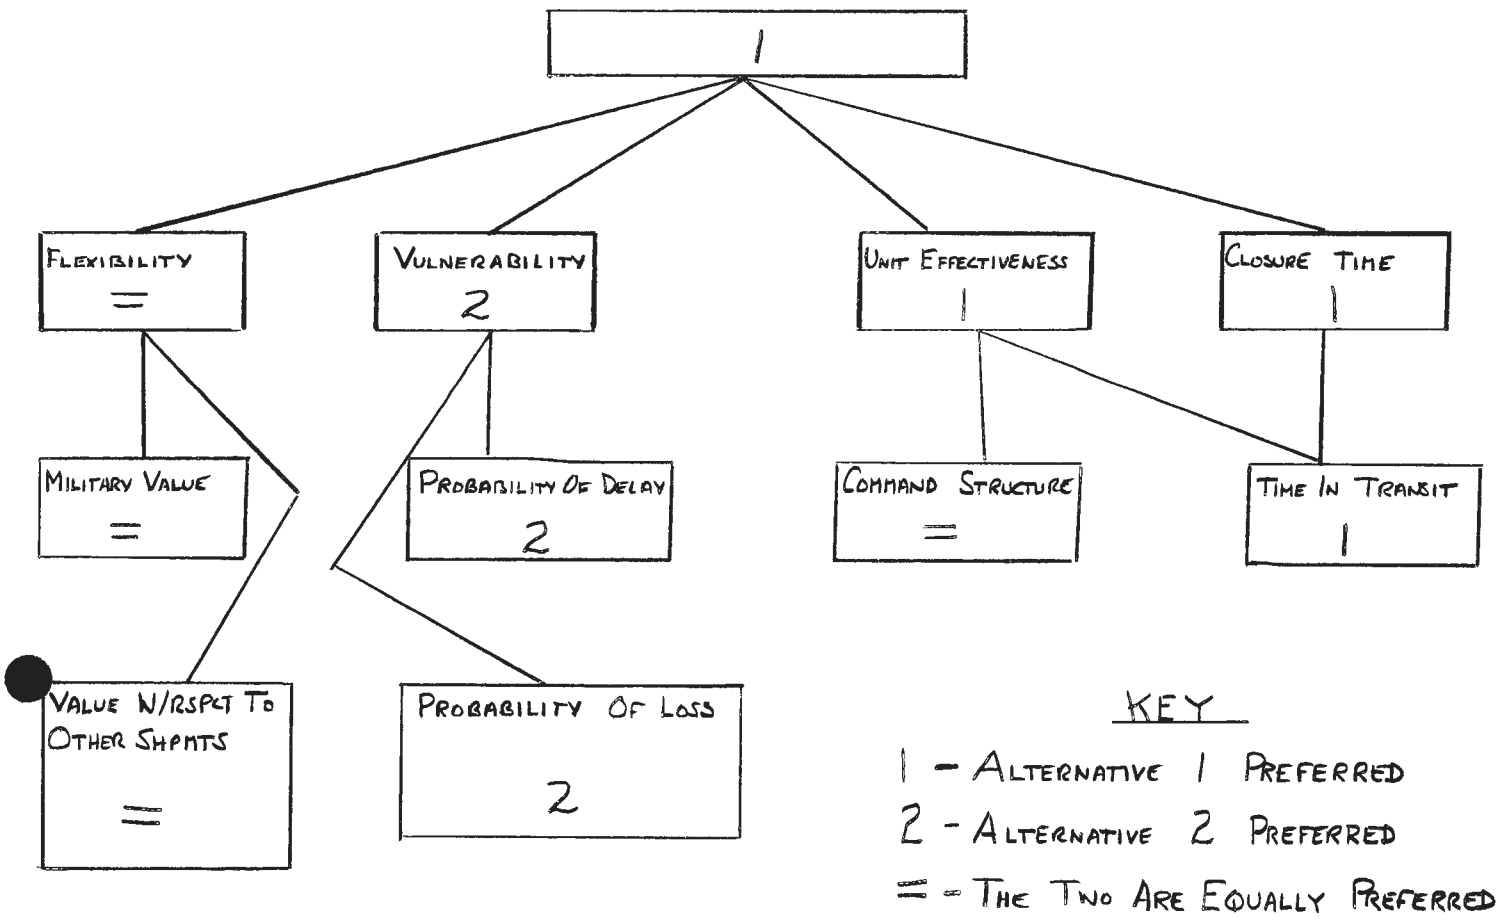 1
FLEXIBILITY
=
VULNERABILITY
2
UNIT EFFECTIVENESS
1
CLOSURE TIME
1
MILITARY VALUE
=
PROBABILITY OF DELAY
2
COMMAND STRUCTURE
=
TIME IN TRANSIT
1
VALUE W/RSPCT TO
OTHER SHPMTS
=
PROBABILITY OF LOSS
2
KEY
1 - ALTERNATIVE 1 PREFERRED
2 - ALTERNATIVE 2 PREFERRED
= - THE TWO ARE EQUALLY PREFERRED